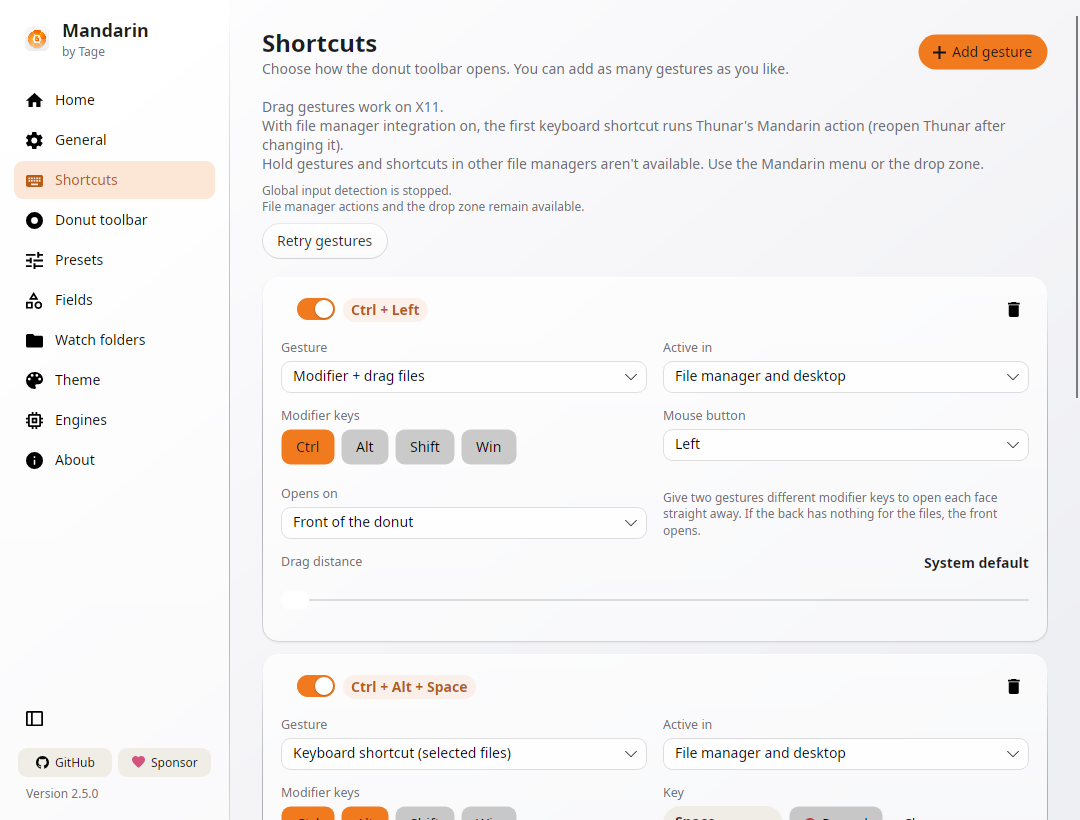 Mandarin
by Tage
Home
General
Shortcuts
Donut toolbar
Presets
Fields
Watch folders
Theme
Engines
About
GitHub
Sponsor
Version 2.5.0
Shortcuts
Choose how the donut toolbar opens. You can add as many gestures as you like.
Add gesture
Drag gestures work on X11.
With file manager integration on, the first keyboard shortcut runs Thunar's Mandarin action (reopen Thunar after
changing it).
Hold gestures and shortcuts in other file managers aren't available. Use the Mandarin menu or the drop zone.
Global input detection is stopped.
File manager actions and the drop zone remain available.
Retry gestures
Ctrl + Left
Gesture
Active in
Modifier + drag files
File manager and desktop
Modifier keys
Mouse button
Ctrl Alt Shift Win
Left
Opens on
Front of the donut
Give two gestures different modifier keys to open each face
straight away. If the back has nothing for the files, the front
opens.
Drag distance
System default
Ctrl + Alt + Space
Gesture
Active in
Keyboard shortcut (selected files)
File manager and desktop
Modifier keys
Key